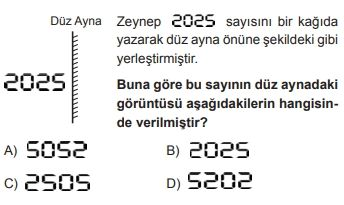 Düz Ayna
Zeynep 2025 sayısını bir kağıda
yazarak düz ayna önüne şekildeki gibi
yerleştirmiştir.
2025
Buna göre bu sayının düz aynadaki
görüntüsü aşağıdakilerin hangisin-
de verilmiştir?
A) 5052 B) 2025
C) 2505 D) 5202